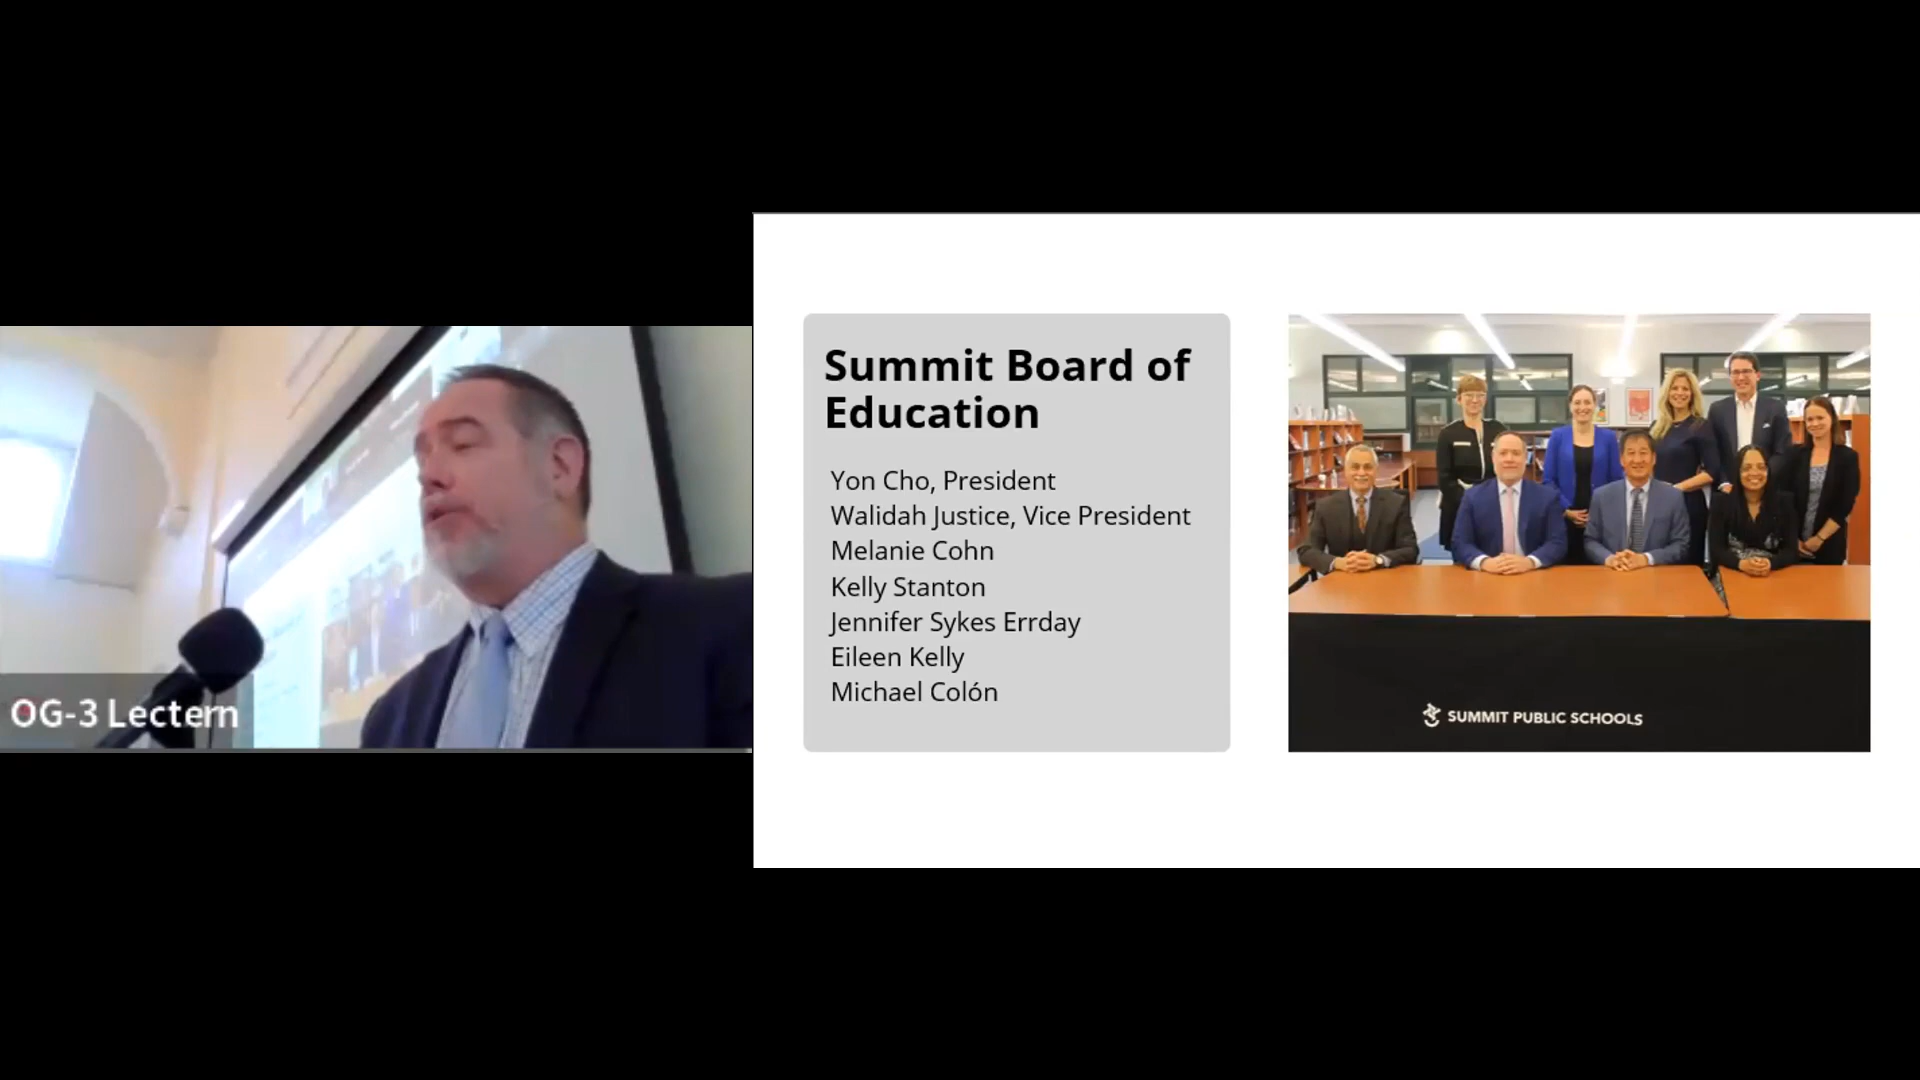 OG-3 Lectern
Summit Board of
Education
Yon Cho, President
Walidah Justice, Vice President
Melanie Cohn
Kelly Stanton
Jennifer Sykes Errday
Eileen Kelly
Michael Colón
SUMMIT PUBLIC SCHOOLS